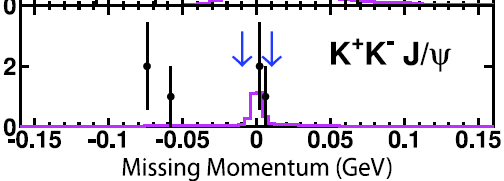 0
K⁺K⁻ J/ψ
2
0
-0.15 -0.1 -0.05 0 0.05 0.1 0.15
Missing Momentum (GeV)